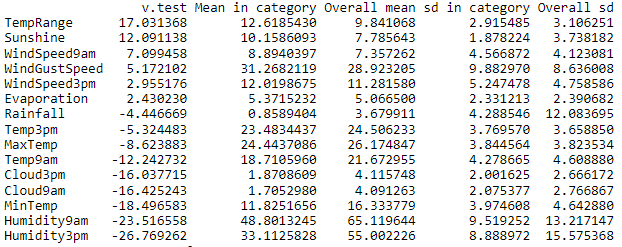 v.test Mean in category Overall mean sd in category Overall sd
TempRange 17.031368 12.6185430 9.841068 2.915485 3.106251
Sunshine 12.091138 10.1586093 7.785643 1.878224 3.738182
WindSpeed9am 7.099458 8.8940397 7.357262 4.566872 4.123081
WindGustSpeed 5.172102 31.2682119 28.923205 9.882970 8.636008
WindSpeed3pm 2.955176 12.0198675 11.281580 5.247478 4.758586
Evaporation 2.430230 5.3715232 5.066500 2.331213 2.390682
Rainfall -4.446669 0.8589404 3.679911 4.288546 12.083695
Temp3pm -5.324483 23.4834437 24.506233 3.769570 3.658850
MaxTemp -8.623883 24.4437086 26.174847 3.844564 3.823534
Temp9am -12.242732 18.7105960 21.672955 4.278665 4.608880
Cloud3pm -16.037715 1.8708609 4.115748 2.001625 2.666172
Cloud9am -16.425243 1.7052980 4.091263 2.075377 2.766867
MinTemp -18.496583 11.8251656 16.333779 3.974608 4.642880
Humidity9am -23.516558 48.8013245 65.119644 9.519252 13.217147
Humidity3pm -26.769262 33.1125828 55.002226 8.888972 15.575368